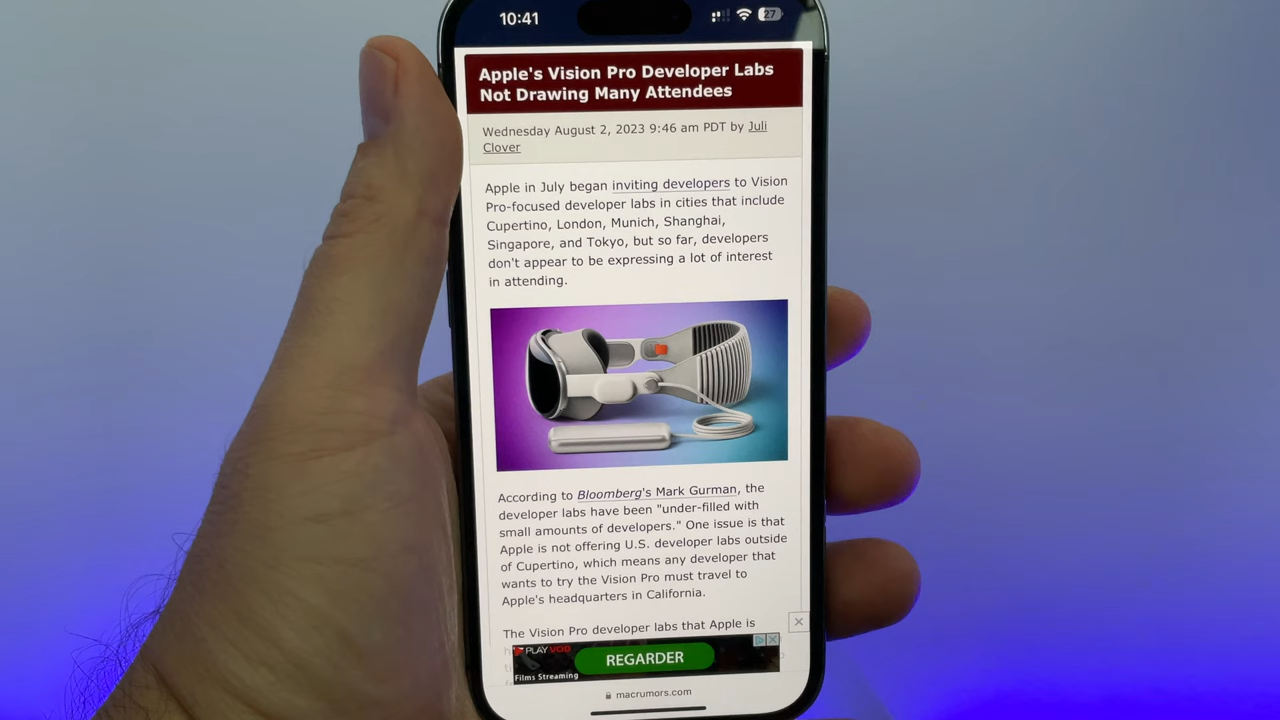 10:41
27
Apple's Vision Pro Developer Labs
Not Drawing Many Attendees
Wednesday August 2, 2023 9:46 am PDT by Juli
Clover
Apple in July began inviting developers to Vision
Pro-focused developer labs in cities that include
Cupertino, London, Munich, Shanghai,
Singapore, and Tokyo, but so far, developers
don't appear to be expressing a lot of interest
in attending.
According to Bloomberg's Mark Gurman, the
developer labs have been "under-filled with
small amounts of developers." One issue is that
Apple is not offering U.S. developer labs outside
of Cupertino, which means any developer that
wants to try the Vision Pro must travel to
Apple's headquarters in California.
The Vision Pro developer labs that Apple is
PLAYVOD
REGARDER
Films Streaming
macrumors.com